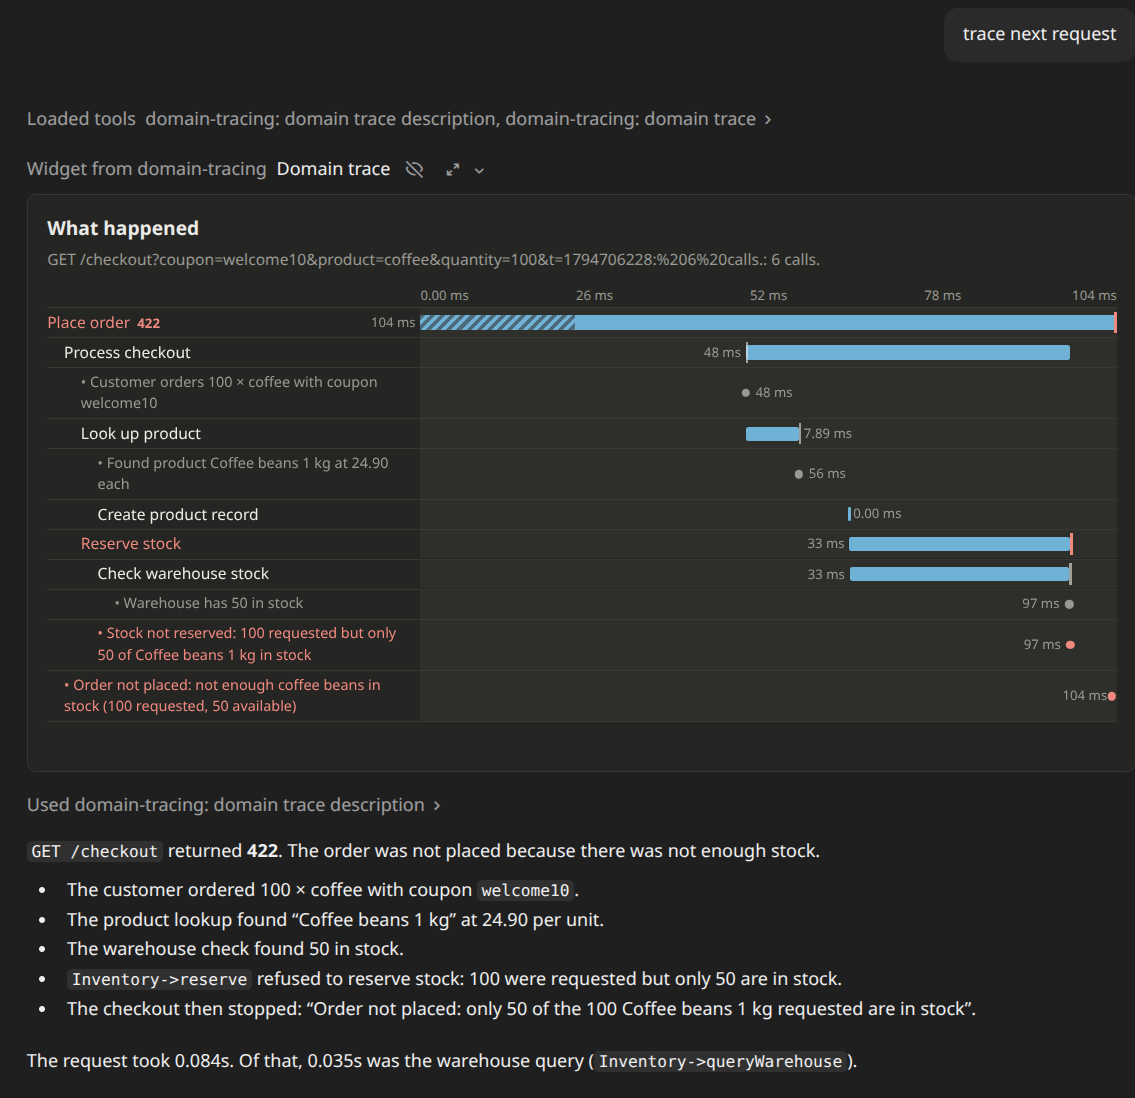 trace next request
Loaded tools domain-tracing: domain trace description, domain-tracing: domain trace >
Widget from domain-tracing Domain trace
What happened
GET /checkout?coupon=welcome10&product=coffee&quantity=100&t=1794706228:%206%20calls.: 6 calls.
0.00 ms 26 ms 52 ms 78 ms 104 ms
Place order 422 104 ms
Process checkout 48 ms
• Customer orders 100 × coffee with coupon
welcome10
48 ms
Look up product 7.89 ms
• Found product Coffee beans 1 kg at 24.90
each
56 ms
Create product record 0.00 ms
Reserve stock 33 ms
Check warehouse stock 33 ms
• Warehouse has 50 in stock 97 ms
• Stock not reserved: 100 requested but only
50 of Coffee beans 1 kg in stock
97 ms
• Order not placed: not enough coffee beans in
stock (100 requested, 50 available)
104 ms
Used domain-tracing: domain trace description >
GET /checkout returned 422. The order was not placed because there was not enough stock.
• The customer ordered 100 × coffee with coupon welcome10.
• The product lookup found “Coffee beans 1 kg” at 24.90 per unit.
• The warehouse check found 50 in stock.
• Inventory->reserve refused to reserve stock: 100 were requested but only 50 are in stock.
• The checkout then stopped: “Order not placed: only 50 of the 100 Coffee beans 1 kg requested are in stock”.
The request took 0.084s. Of that, 0.035s was the warehouse query (Inventory->queryWarehouse).